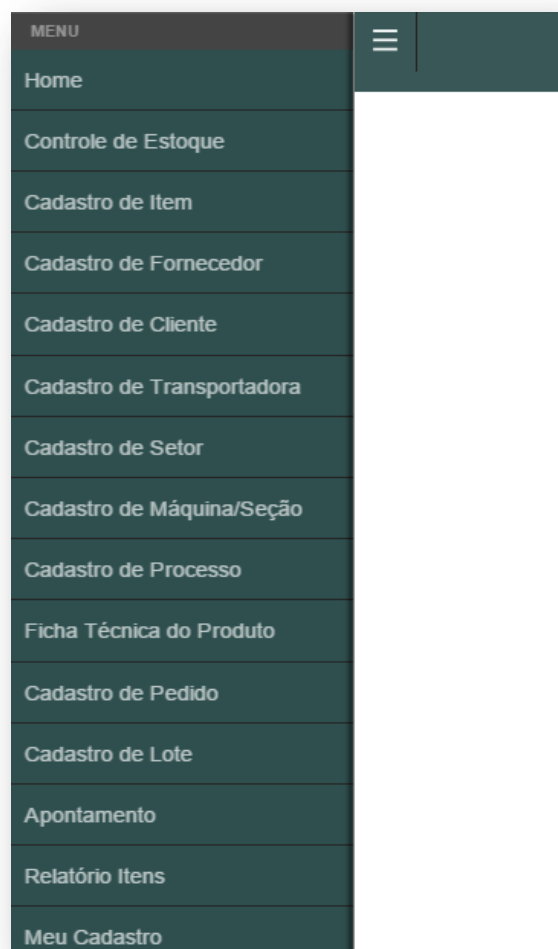 MENU
Home
Controle de Estoque
Cadastro de Item
Cadastro de Fornecedor
Cadastro de Cliente
Cadastro de Transportadora
Cadastro de Setor
Cadastro de Máquina/Seção
Cadastro de Processo
Ficha Técnica do Produto
Cadastro de Pedido
Cadastro de Lote
Apontamento
Relatório Itens
Meu Cadastro